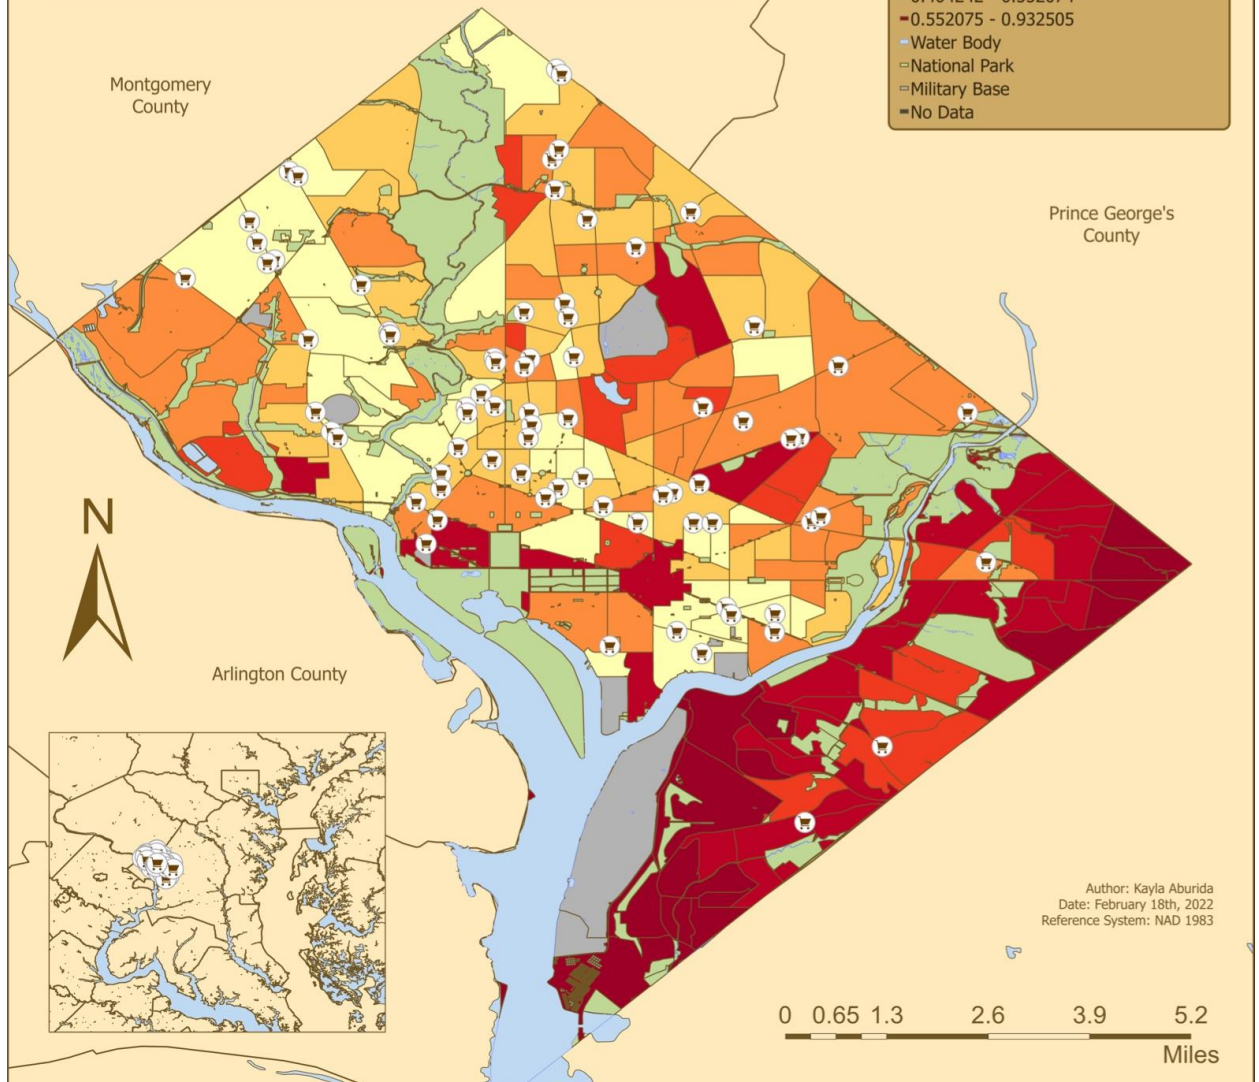 0.552075 - 0.932505
Water Body
National Park
Military Base
No Data
Montgomery
County
Prince George's
County
N
Arlington County
Author: Kayla Aburida
Date: February 18th, 2022
Reference System: NAD 1983
0 0.65 1.3 2.6 3.9 5.2
Miles